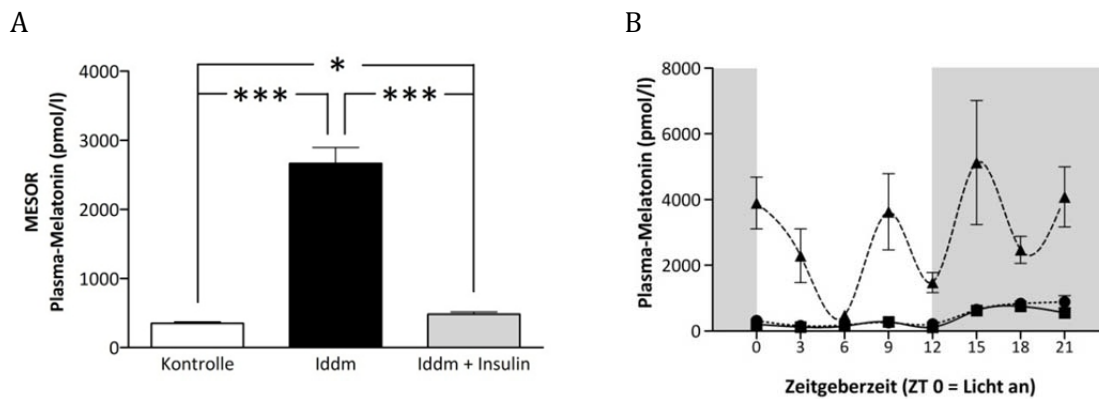 A
MESOR
Plasma-Melatonin (pmol/l)
4000
3000
2000
1000
0
*
***
***
Kontrolle
Iddm
Iddm + Insulin
B
Plasma-Melatonin (pmol/l)
8000
6000
4000
2000
0
0 3 6 9 12 15 18 21
Zeitgeberzeit (ZT 0 = Licht an)